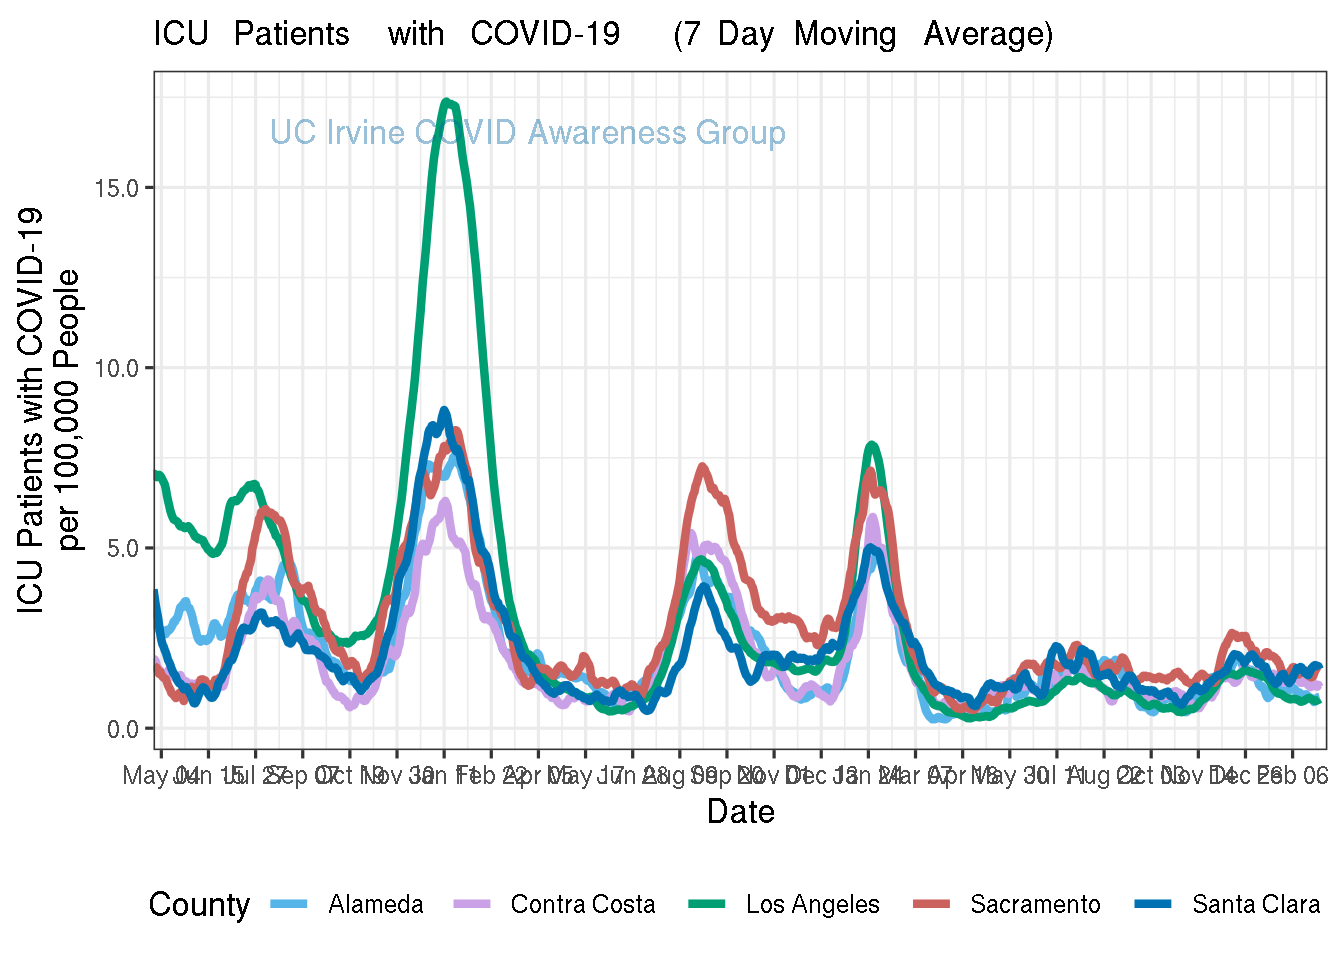 ICU Patients with COVID-19 (7 Day Moving Average)
UC Irvine COVID Awareness Group
15.0
10.0
5.0
0.0
ICU Patients with COVID-19
per 100,000 People
May 04 Jun 15 Jul 27 Sep 07 Oct 19 Nov 30 Jan 11 Feb 22 Apr 05 May 17 Jun 28 Aug 09 Sep 20 Nov 01 Dec 13 Jan 24 Mar 07 Apr 18 May 30 Jul 11 Aug 22 Oct 03 Nov 14 Dec 26 Feb 06
Date
County Alameda Contra Costa Los Angeles Sacramento Santa Clara